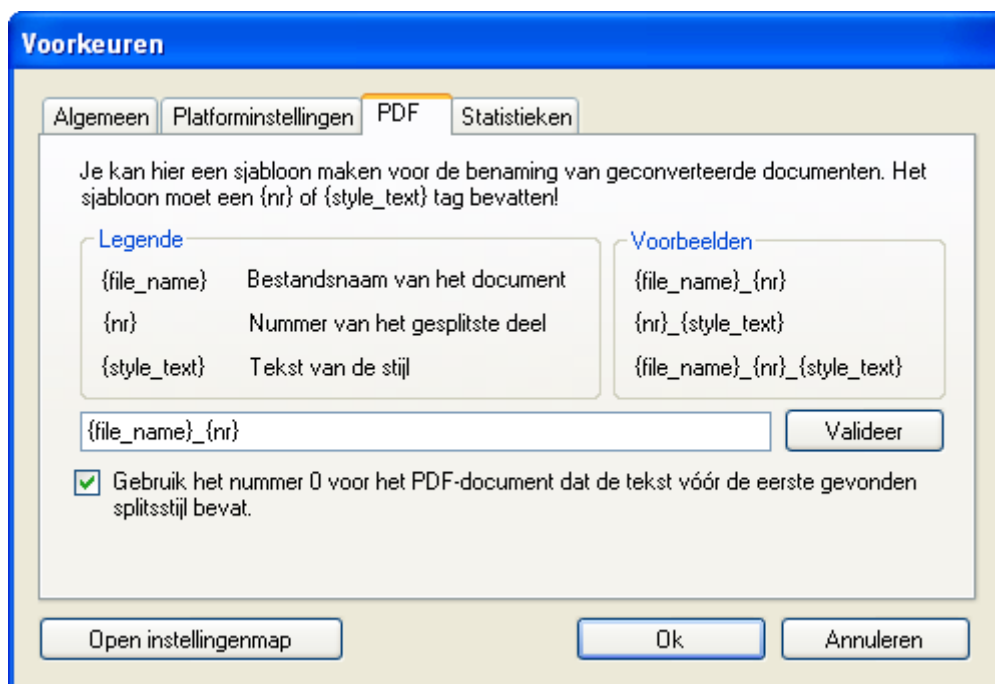 Voorkeuren
Algemeen Platforminstellingen PDF Statistieken
Je kan hier een sjabloon maken voor de benaming van geconverteerde documenten. Het
sjabloon moet een {nr} of {style_text} tag bevatten!
Legende
{file_name} Bestandsnaam van het document
{nr} Nummer van het gesplitste deel
{style_text} Tekst van de stijl
Voorbeelden
{file_name}_{nr}
{nr}_{style_text}
{file_name}_{nr}_{style_text}
{file_name}_{nr} Valideer
Gebruik het nummer 0 voor het PDF-document dat de tekst vóór de eerste gevonden
splitsstijl bevat.
Open instellingenmap Ok Annuleren